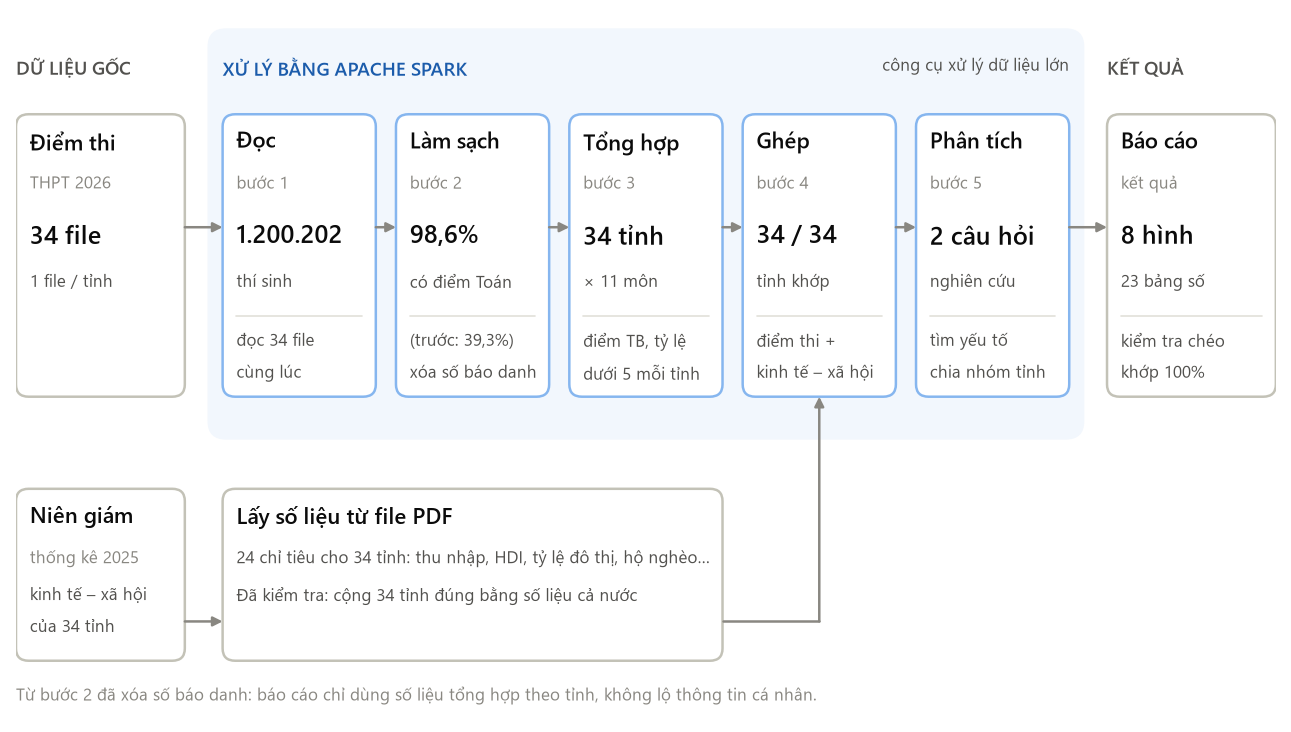 DỮ LIỆU GỐC
XỬ LÝ BẰNG APACHE SPARK
công cụ xử lý dữ liệu lớn
KẾT QUẢ
Điểm thi
THPT 2026
34 file
1 file / tỉnh
Đọc
bước 1
1.200.202
thí sinh
đọc 34 file
cùng lúc
Làm sạch
bước 2
98,6%
có điểm Toán
(trước: 39,3%)
xóa số báo danh
Tổng hợp
bước 3
34 tỉnh
× 11 môn
điểm TB, tỷ lệ
dưới 5 mỗi tỉnh
Ghép
bước 4
34 / 34
tỉnh khớp
điểm thi +
kinh tế – xã hội
Phân tích
bước 5
2 câu hỏi
nghiên cứu
tìm yếu tố
chia nhóm tỉnh
Báo cáo
kết quả
8 hình
23 bảng số
kiểm tra chéo
khớp 100%
Niên giám
thống kê 2025
kinh tế – xã hội
của 34 tỉnh
Lấy số liệu từ file PDF
24 chỉ tiêu cho 34 tỉnh: thu nhập, HDI, tỷ lệ đô thị, hộ nghèo...
Đã kiểm tra: cộng 34 tỉnh đúng bằng số liệu cả nước
Từ bước 2 đã xóa số báo danh: báo cáo chỉ dùng số liệu tổng hợp theo tỉnh, không lộ thông tin cá nhân.